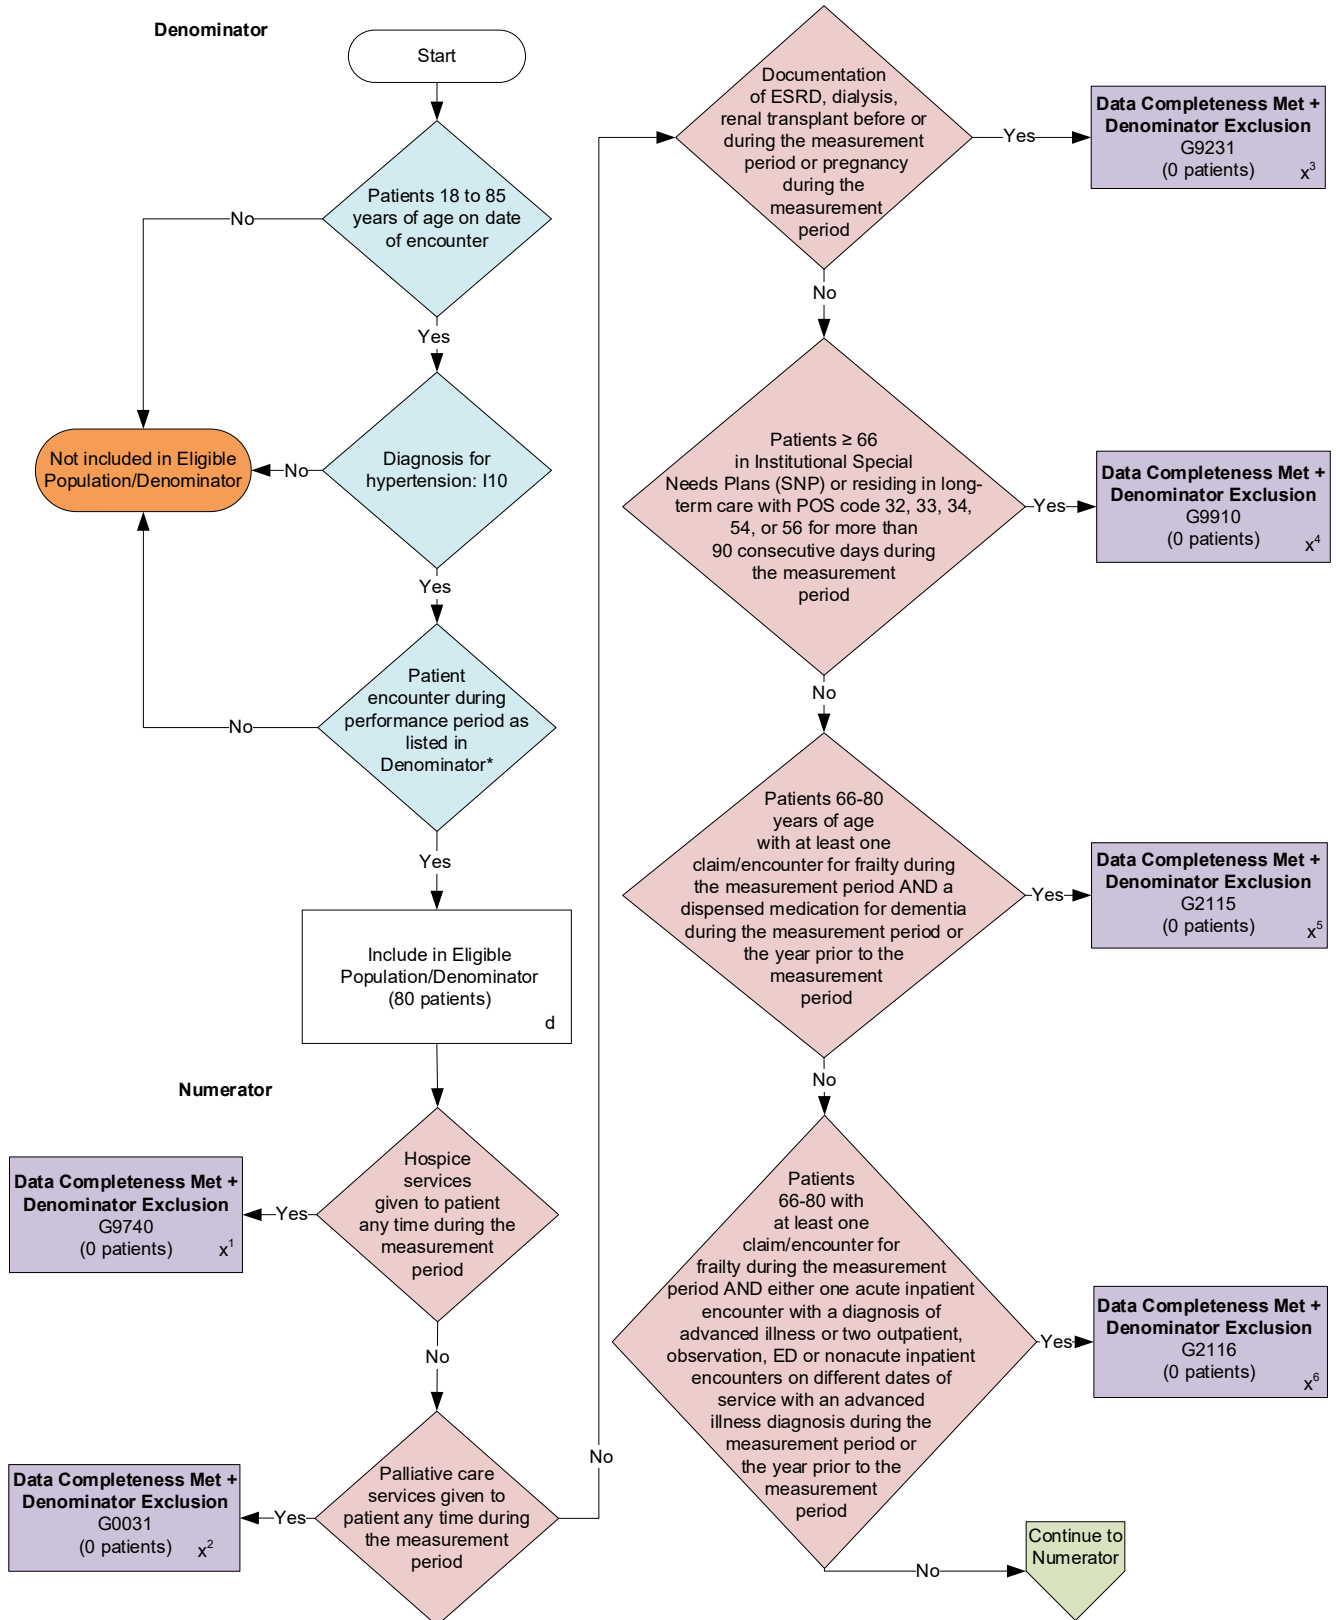 Denominator
Start
Patients 18 to 85
years of age on date
of encounter
No
Yes
Diagnosis for
hypertension: I10
No
Not included in Eligible
Population/Denominator
Yes
Patient
encounter during
performance period as
listed in
Denominator*
No
Yes
Include in Eligible
Population/Denominator
(80 patients)
d
Numerator
Hospice
services
given to patient
any time during the
measurement
period
Yes
Data Completeness Met +
Denominator Exclusion
G9740
(0 patients)
x1
No
Palliative care
services given to
patient any time during
the measurement
period
Yes
Data Completeness Met +
Denominator Exclusion
G0031
(0 patients)
x2
No
Documentation
of ESRD, dialysis,
renal transplant before or
during the measurement
period or pregnancy
during the
measurement
period
Yes
Data Completeness Met +
Denominator Exclusion
G9231
(0 patients)
x3
No
Patients ≥ 66
in Institutional Special
Needs Plans (SNP) or residing in long-
term care with POS code 32, 33, 34,
54, or 56 for more than
90 consecutive days during
the measurement
period
Yes
Data Completeness Met +
Denominator Exclusion
G9910
(0 patients)
x4
No
Patients 66-80
years of age
with at least one
claim/encounter for frailty during
the measurement period AND a
dispensed medication for dementia
during the measurement period or
the year prior to the
measurement
period
Yes
Data Completeness Met +
Denominator Exclusion
G2115
(0 patients)
x5
No
Patients
66-80 with
at least one
claim/encounter for
frailty during the measurement
period AND either one acute inpatient
encounter with a diagnosis of
advanced illness or two outpatient,
observation, ED or nonacute inpatient
encounters on different dates of
service with an advanced
illness diagnosis during the
measurement period or
the year prior to the
measurement
period
Yes
Data Completeness Met +
Denominator Exclusion
G2116
(0 patients)
x6
No
Continue to
Numerator